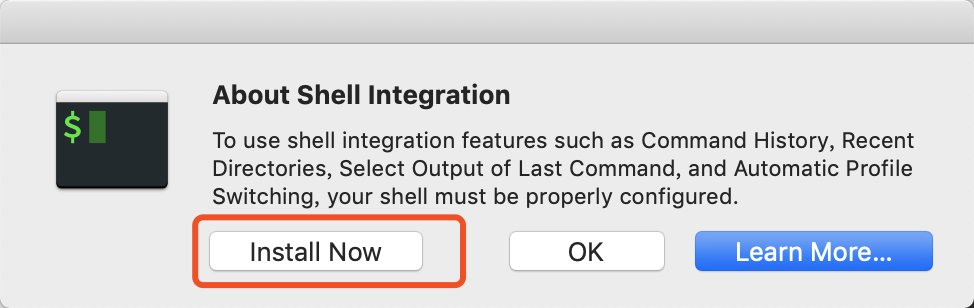 $
About Shell Integration
To use shell integration features such as Command History, Recent
Directories, Select Output of Last Command, and Automatic Profile
Switching, your shell must be properly configured.
Install Now OK Learn More...